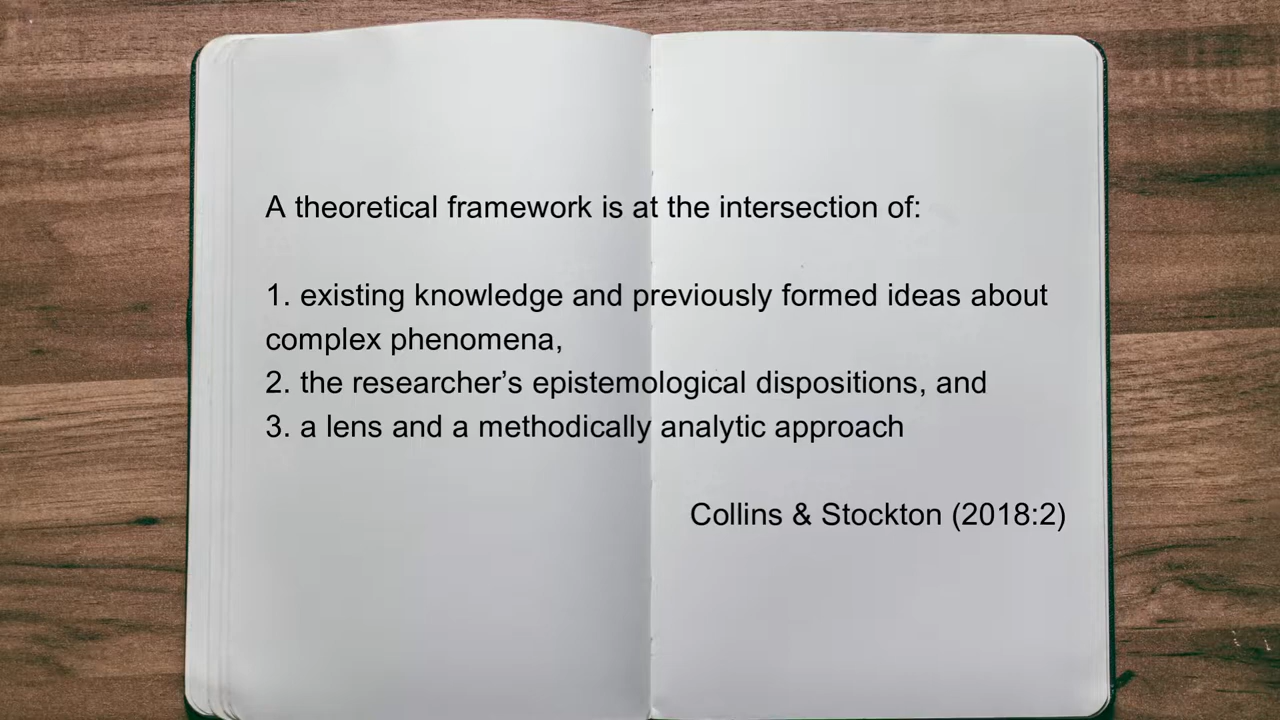 A theoretical framework is at the intersection of:
1. existing knowledge and previously formed ideas about
complex phenomena,
2. the researcher’s epistemological dispositions, and
3. a lens and a methodically analytic approach
Collins & Stockton (2018:2)